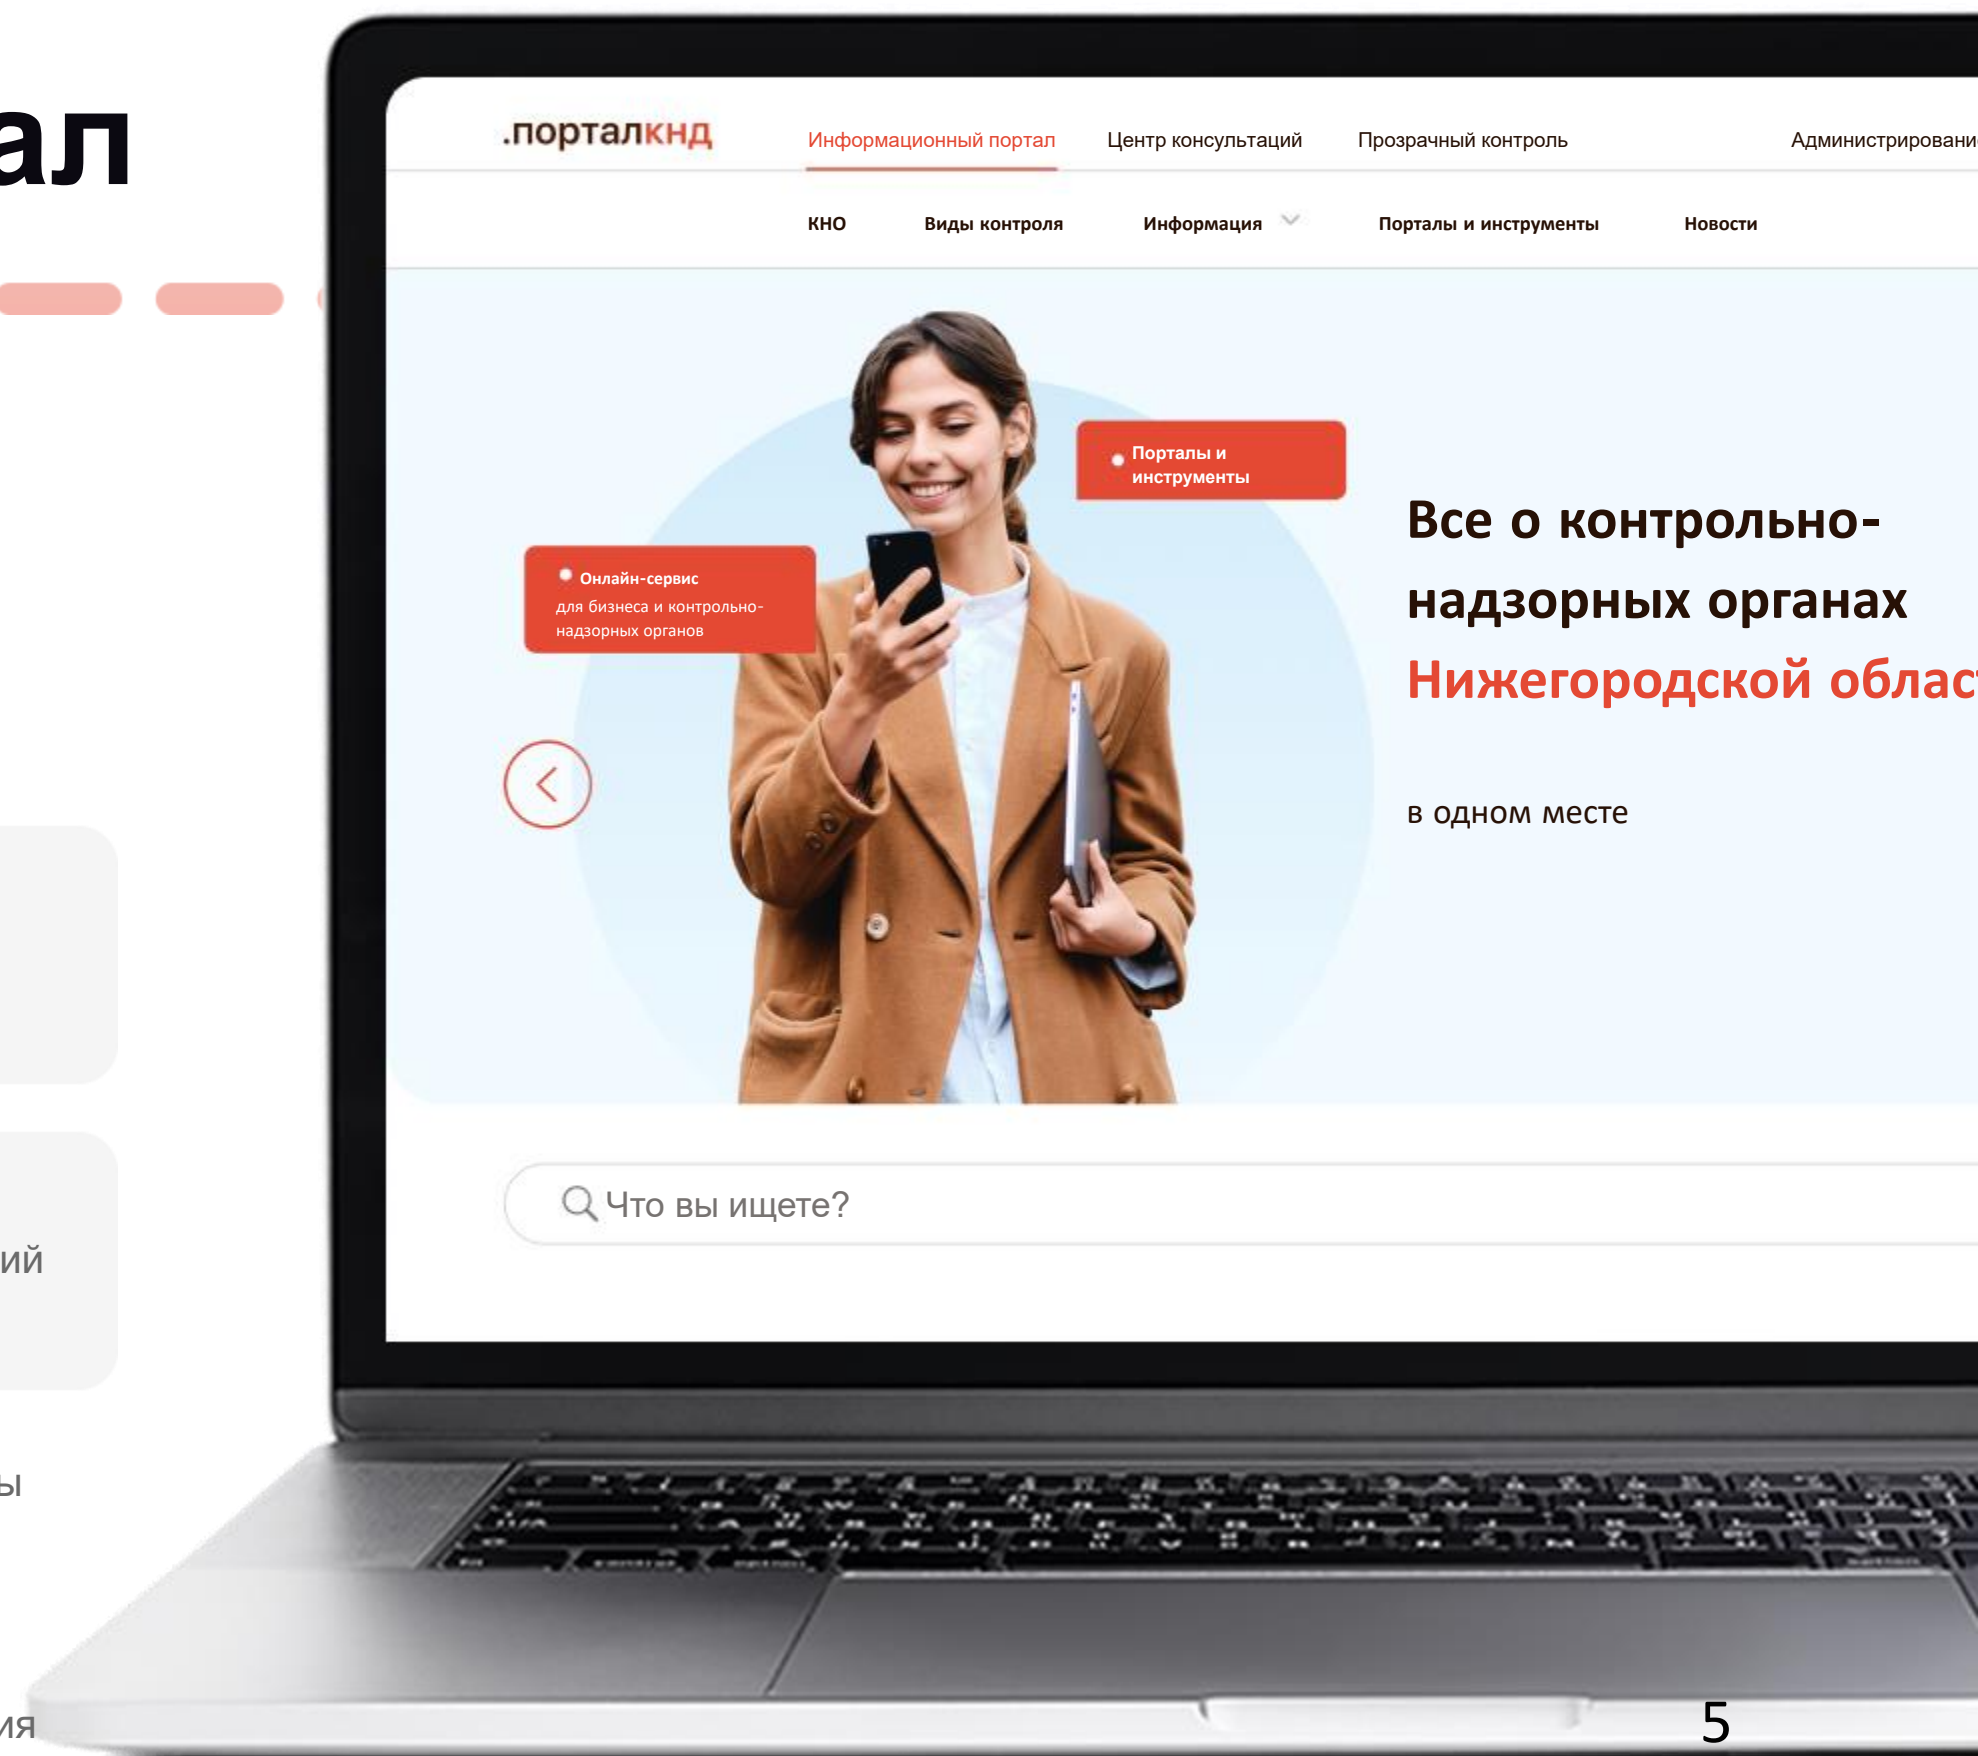 ал
.порталкнд
Информационный портал
Центр консультаций
Прозрачный контроль
Администрировани
КНО
Виды контроля
Информация
Порталы и инструменты
Новости
Порталы и
инструменты
Онлайн-сервис
для бизнеса и контрольно-
надзорных органов
Все о контрольно-
надзорных органах
Нижегородской облас
в одном месте
Что вы ищете?
ий
ы
ия
5